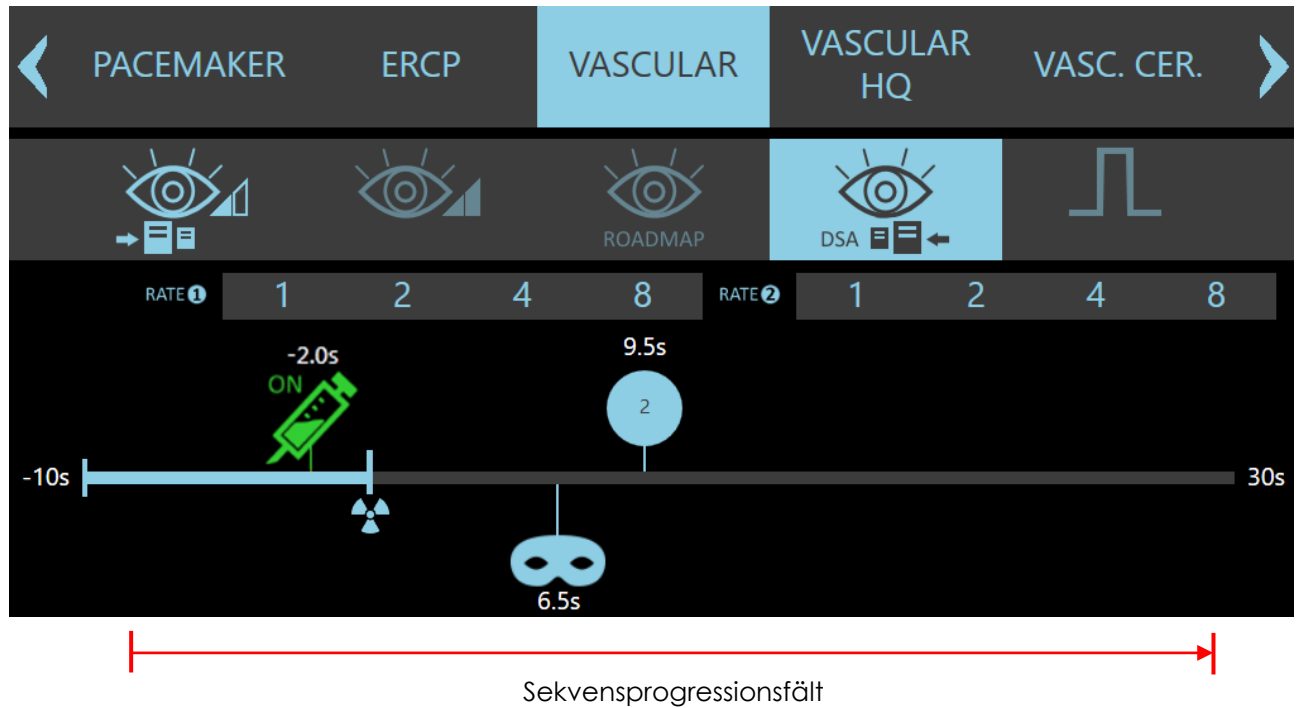 PACEMAKER ERCP VASCULAR VASCULAR HQ VASC. CER.
ROADMAP DSA
RATE 1 1 2 4 8 RATE 2 1 2 4 8
-2.0s 9.5s
ON
2
-10s 30s
6.5s
Sekvensprogressionsfält